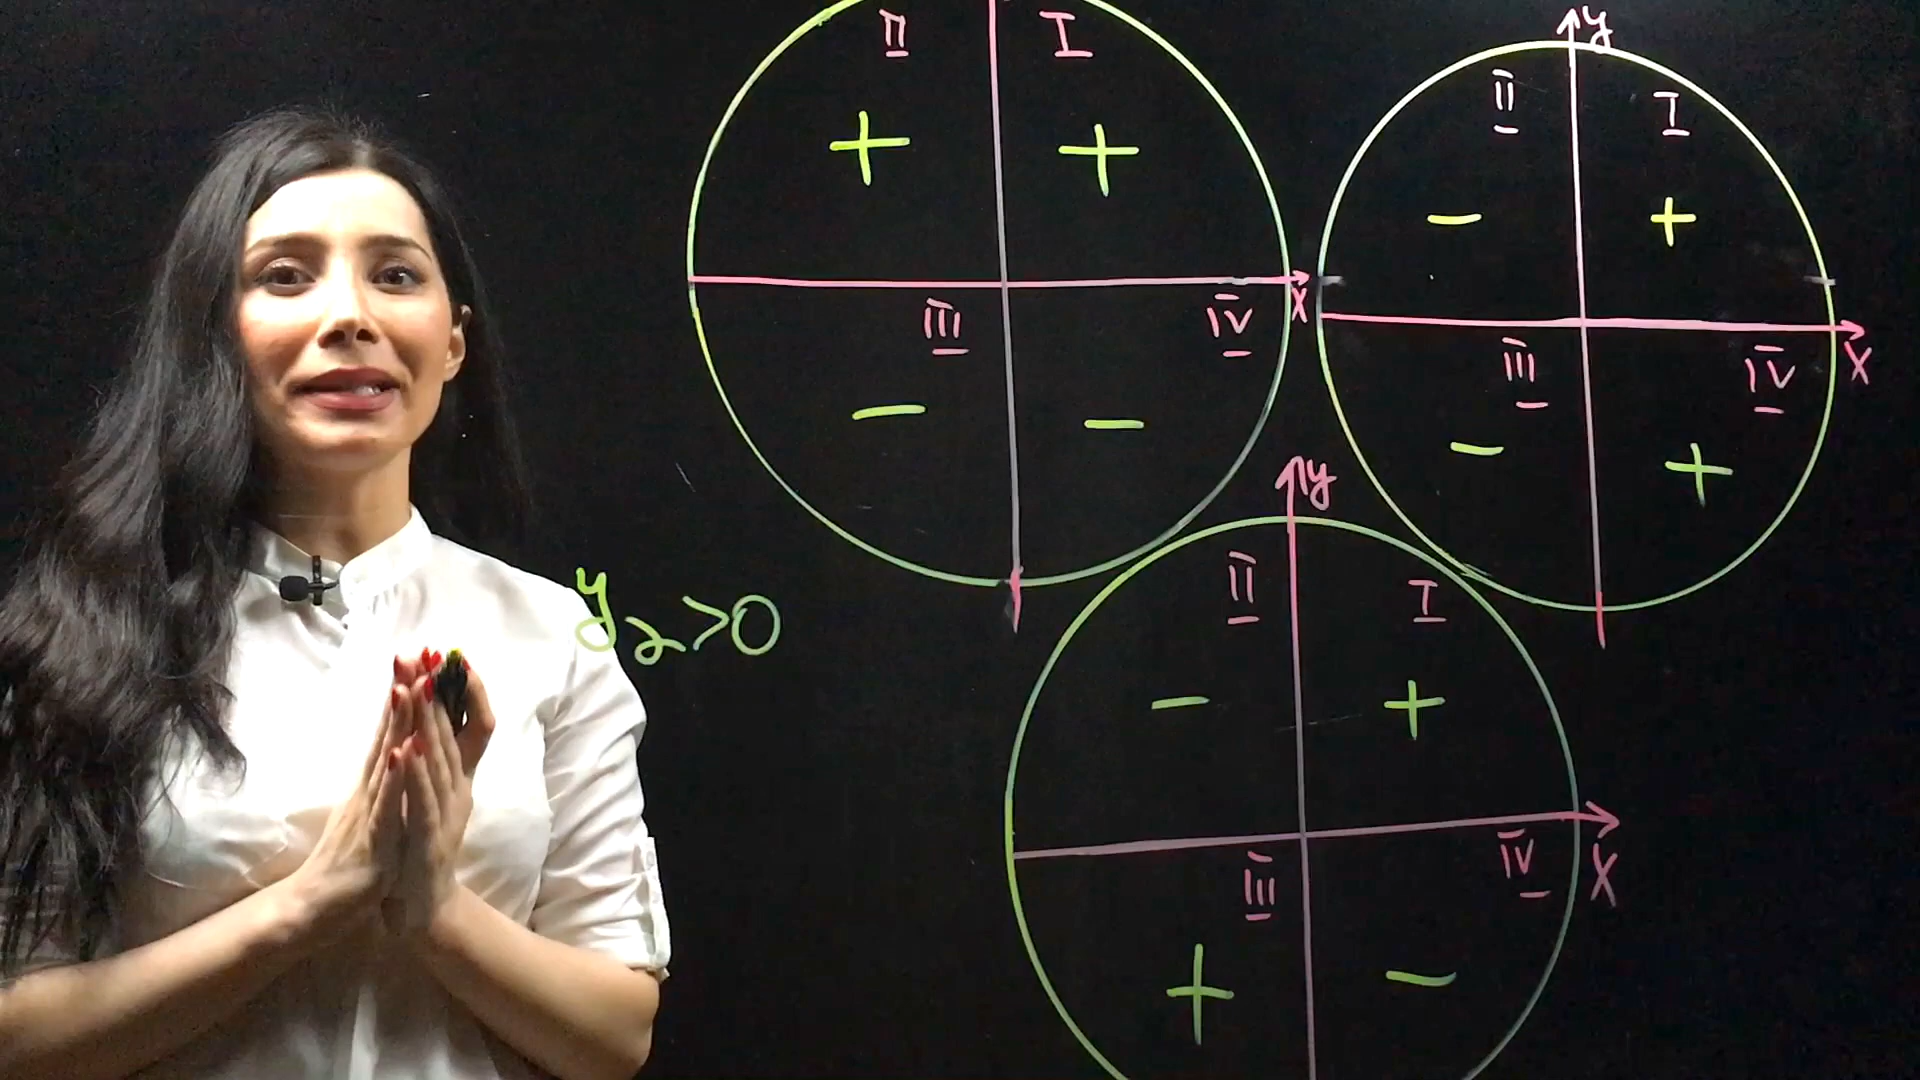 II I
+ +
III IV X
− −
y
II I
− +
III IV X
− +
y₂>0
y
II I
− +
III IV X
+ −